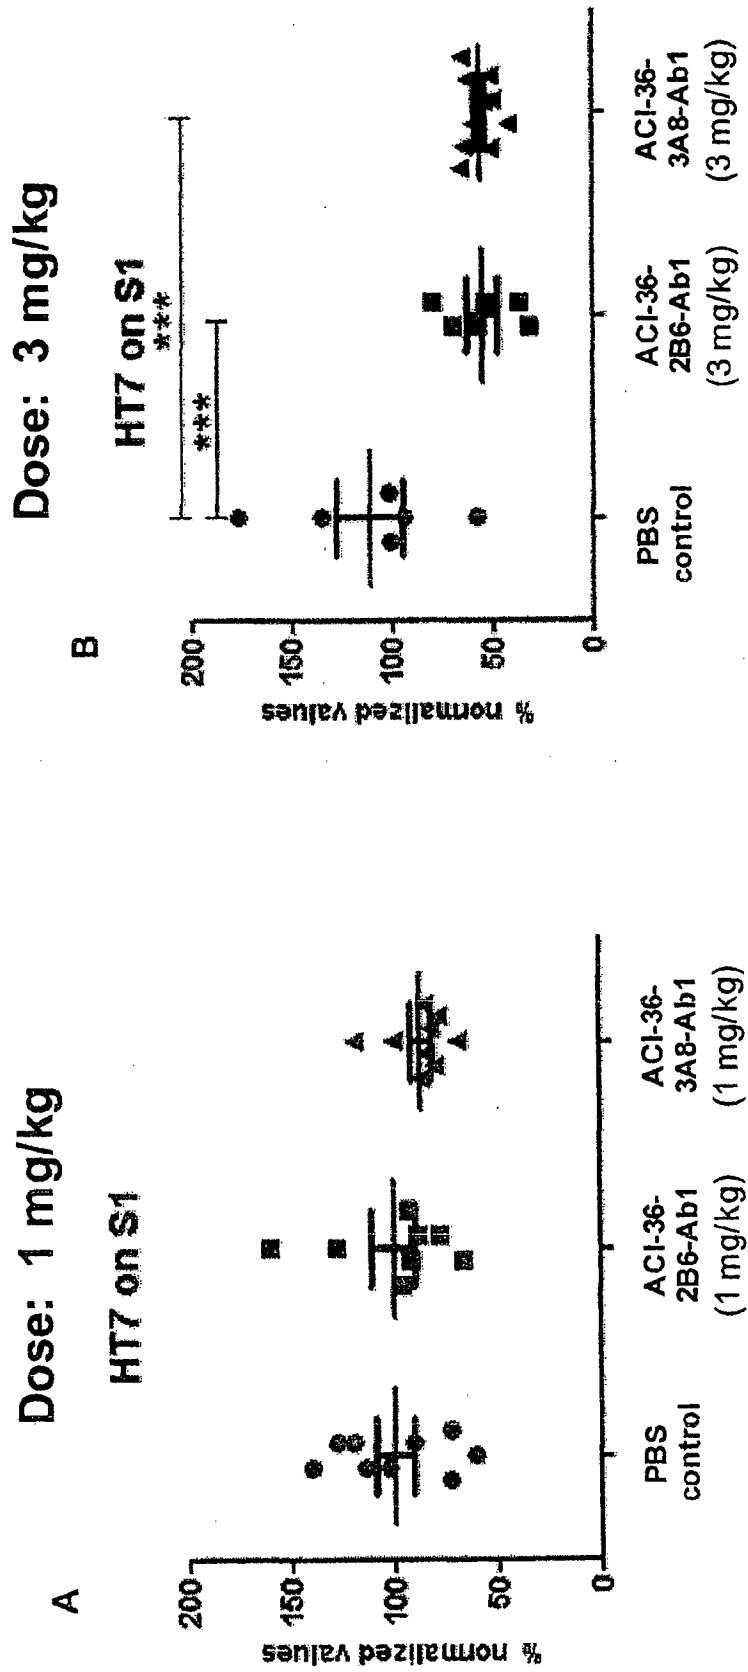 A
Dose: 1 mg/kg
HT7 on S1
% normalized values
200
150
100
50
0
PBS
control
ACI-36-
2B6-Ab1
(1 mg/kg)
ACI-36-
3A8-Ab1
(1 mg/kg)
B
Dose: 3 mg/kg
HT7 on S1
***
***
% normalized values
200
150
100
50
0
PBS
control
ACI-36-
2B6-Ab1
(3 mg/kg)
ACI-36-
3A8-Ab1
(3 mg/kg)